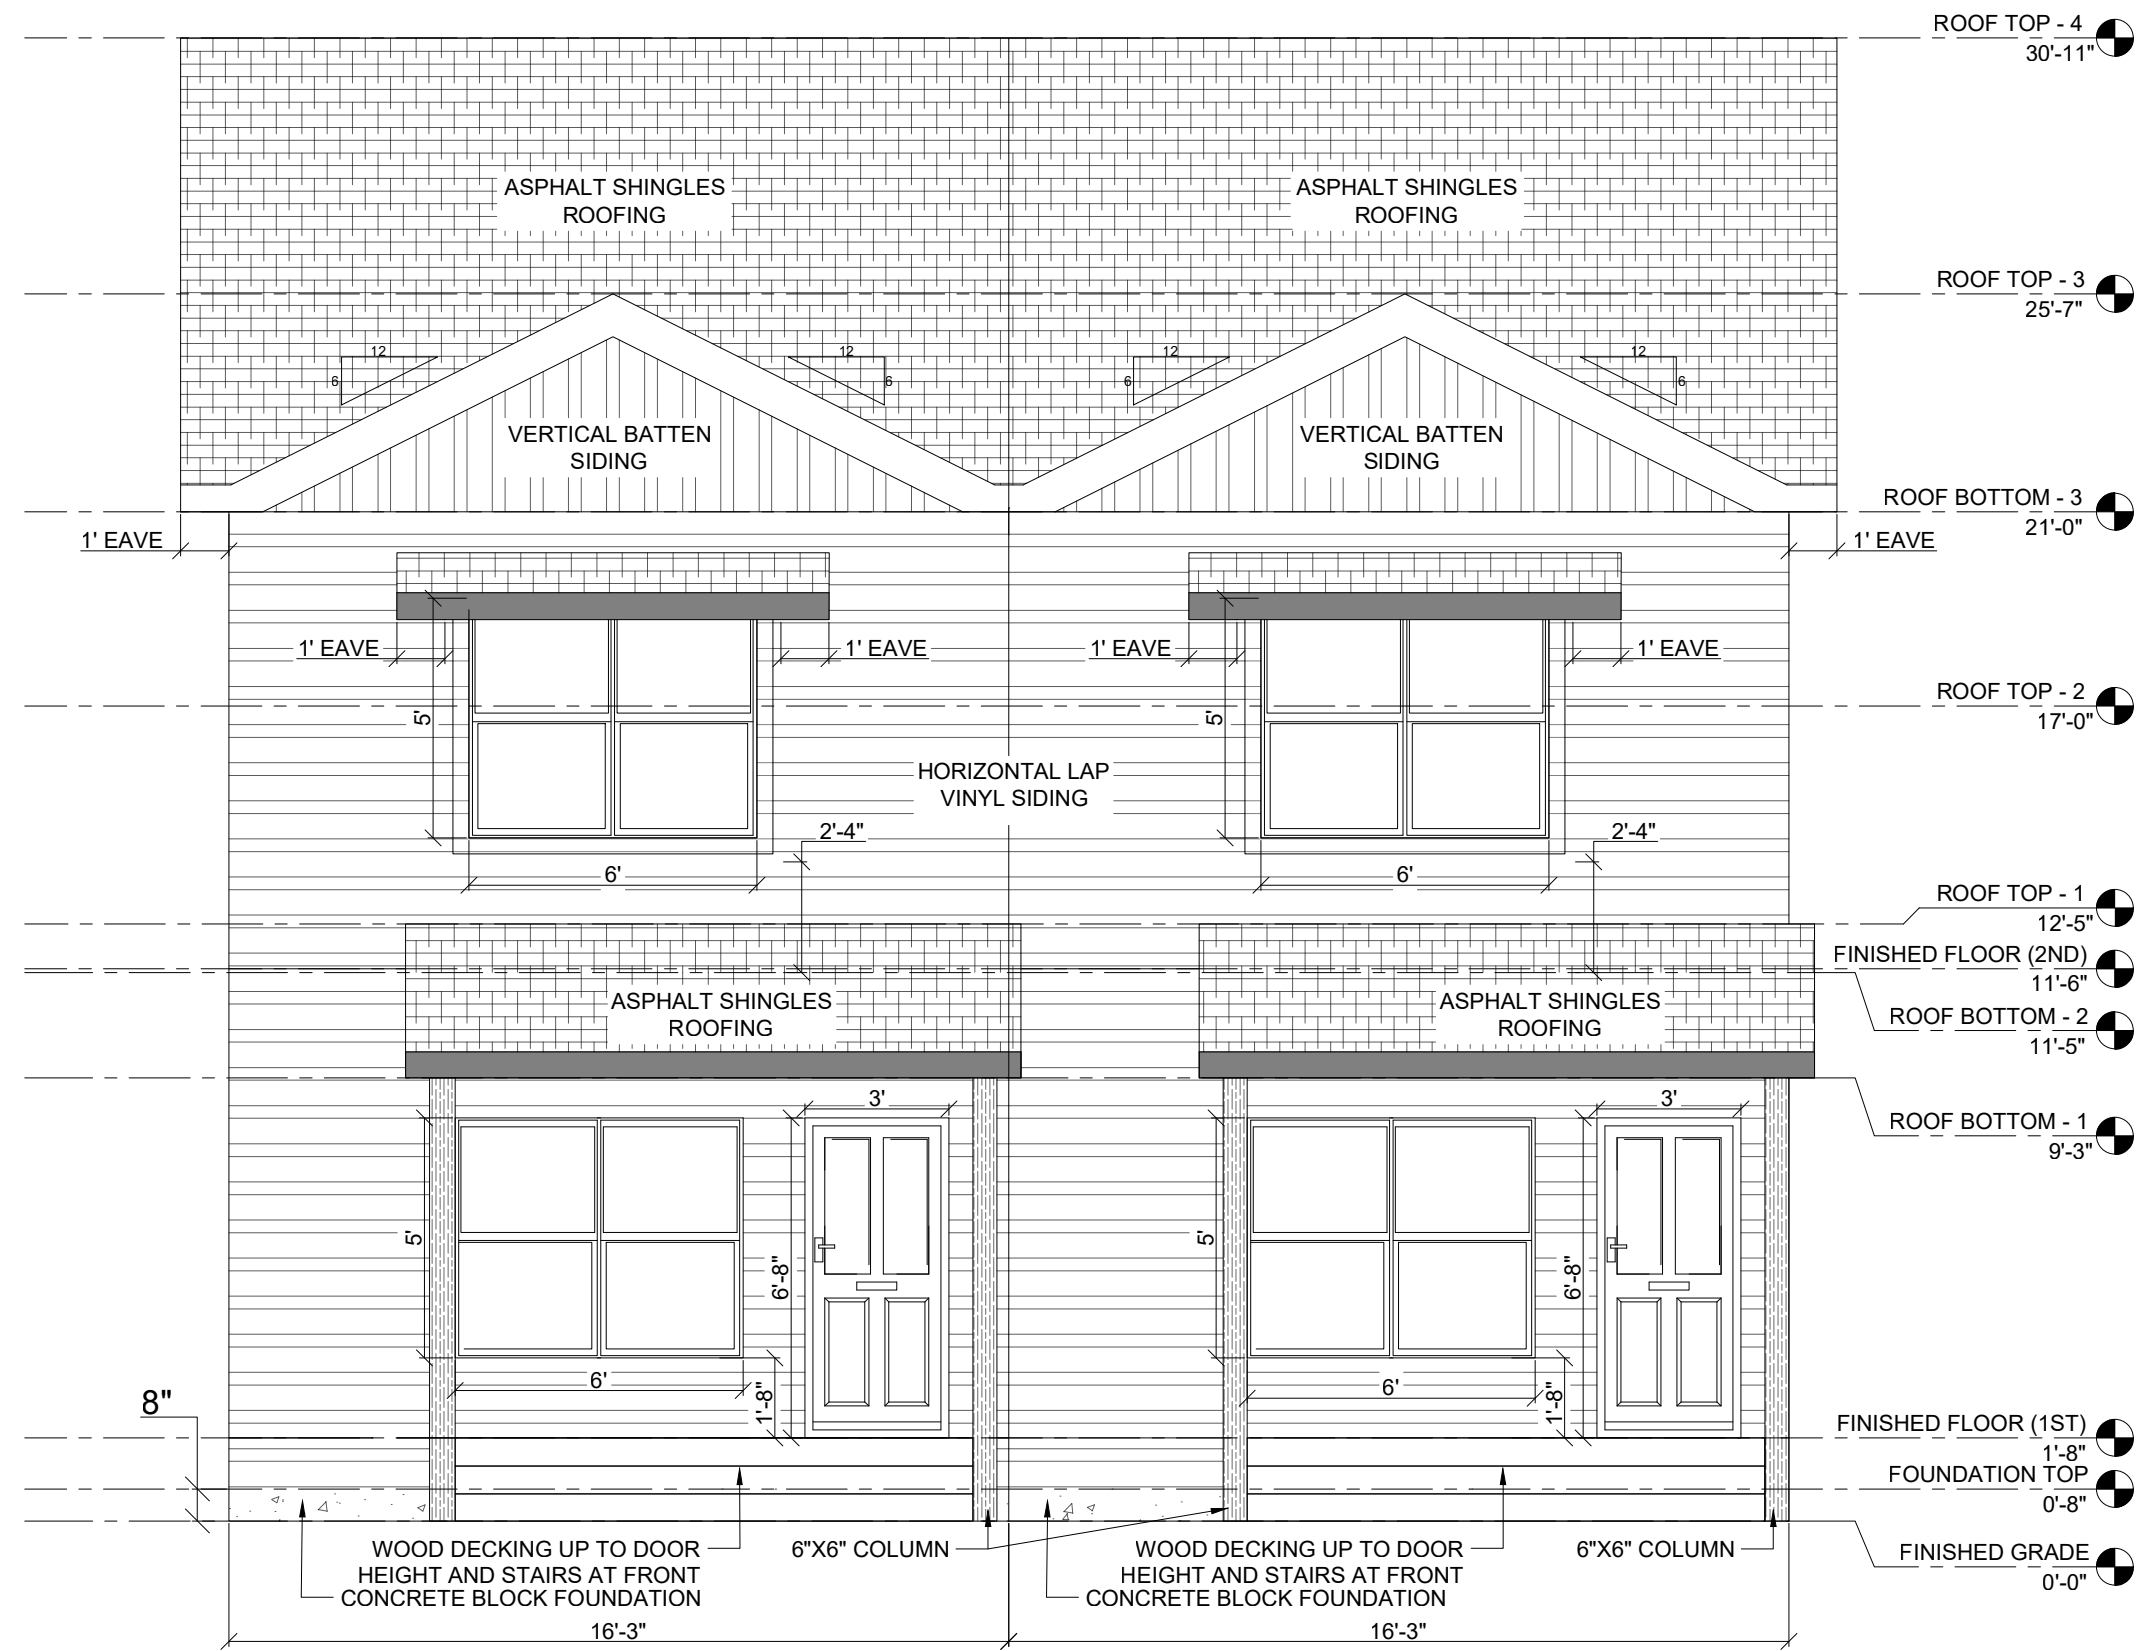 ROOF TOP - 4
30'-11"
ASPHALT SHINGLES
ROOFING
ASPHALT SHINGLES
ROOFING
ROOF TOP - 3
25'-7"
12
6
12
6
12
6
12
6
VERTICAL BATTEN
SIDING
VERTICAL BATTEN
SIDING
ROOF BOTTOM - 3
21'-0"
1' EAVE
1' EAVE
1' EAVE
1' EAVE
1' EAVE
1' EAVE
5'
5'
ROOF TOP - 2
17'-0"
HORIZONTAL LAP
VINYL SIDING
2'-4"
2'-4"
6'
6'
ROOF TOP - 1
12'-5"
FINISHED FLOOR (2ND)
11'-6"
ASPHALT SHINGLES
ROOFING
ASPHALT SHINGLES
ROOFING
ROOF BOTTOM - 2
11'-5"
3'
3'
ROOF BOTTOM - 1
9'-3"
5'
6'-8"
5'
6'-8"
6'
1'-8"
6'
1'-8"
8"
FINISHED FLOOR (1ST)
1'-8"
FOUNDATION TOP
0'-8"
WOOD DECKING UP TO DOOR
HEIGHT AND STAIRS AT FRONT
CONCRETE BLOCK FOUNDATION
6"X6" COLUMN
WOOD DECKING UP TO DOOR
HEIGHT AND STAIRS AT FRONT
CONCRETE BLOCK FOUNDATION
6"X6" COLUMN
FINISHED GRADE
0'-0"
16'-3"
16'-3"